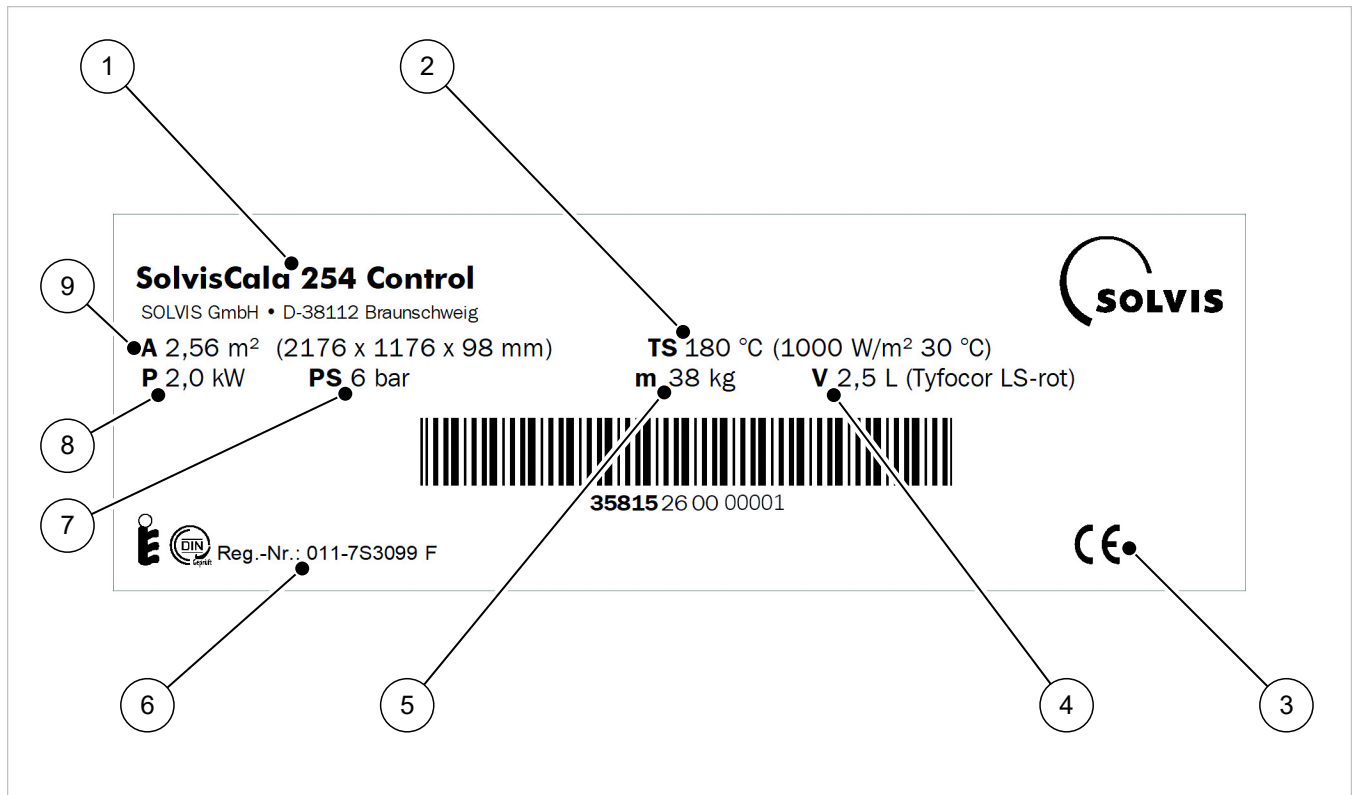 1
2
SolvisCala 254 Control
SOLVIS
9
SOLVIS GmbH • D-38112 Braunschweig
A 2,56 m² (2176 x 1176 x 98 mm)
TS 180 °C (1000 W/m² 30 °C)
P 2,0 kW
PS 6 bar
m 38 kg
V 2,5 L (Tyfocor LS-rot)
8
35815 26 00 00001
7
DIN
Geprüft
Reg.-Nr.: 011-7S3099 F
CE
6
5
4
3